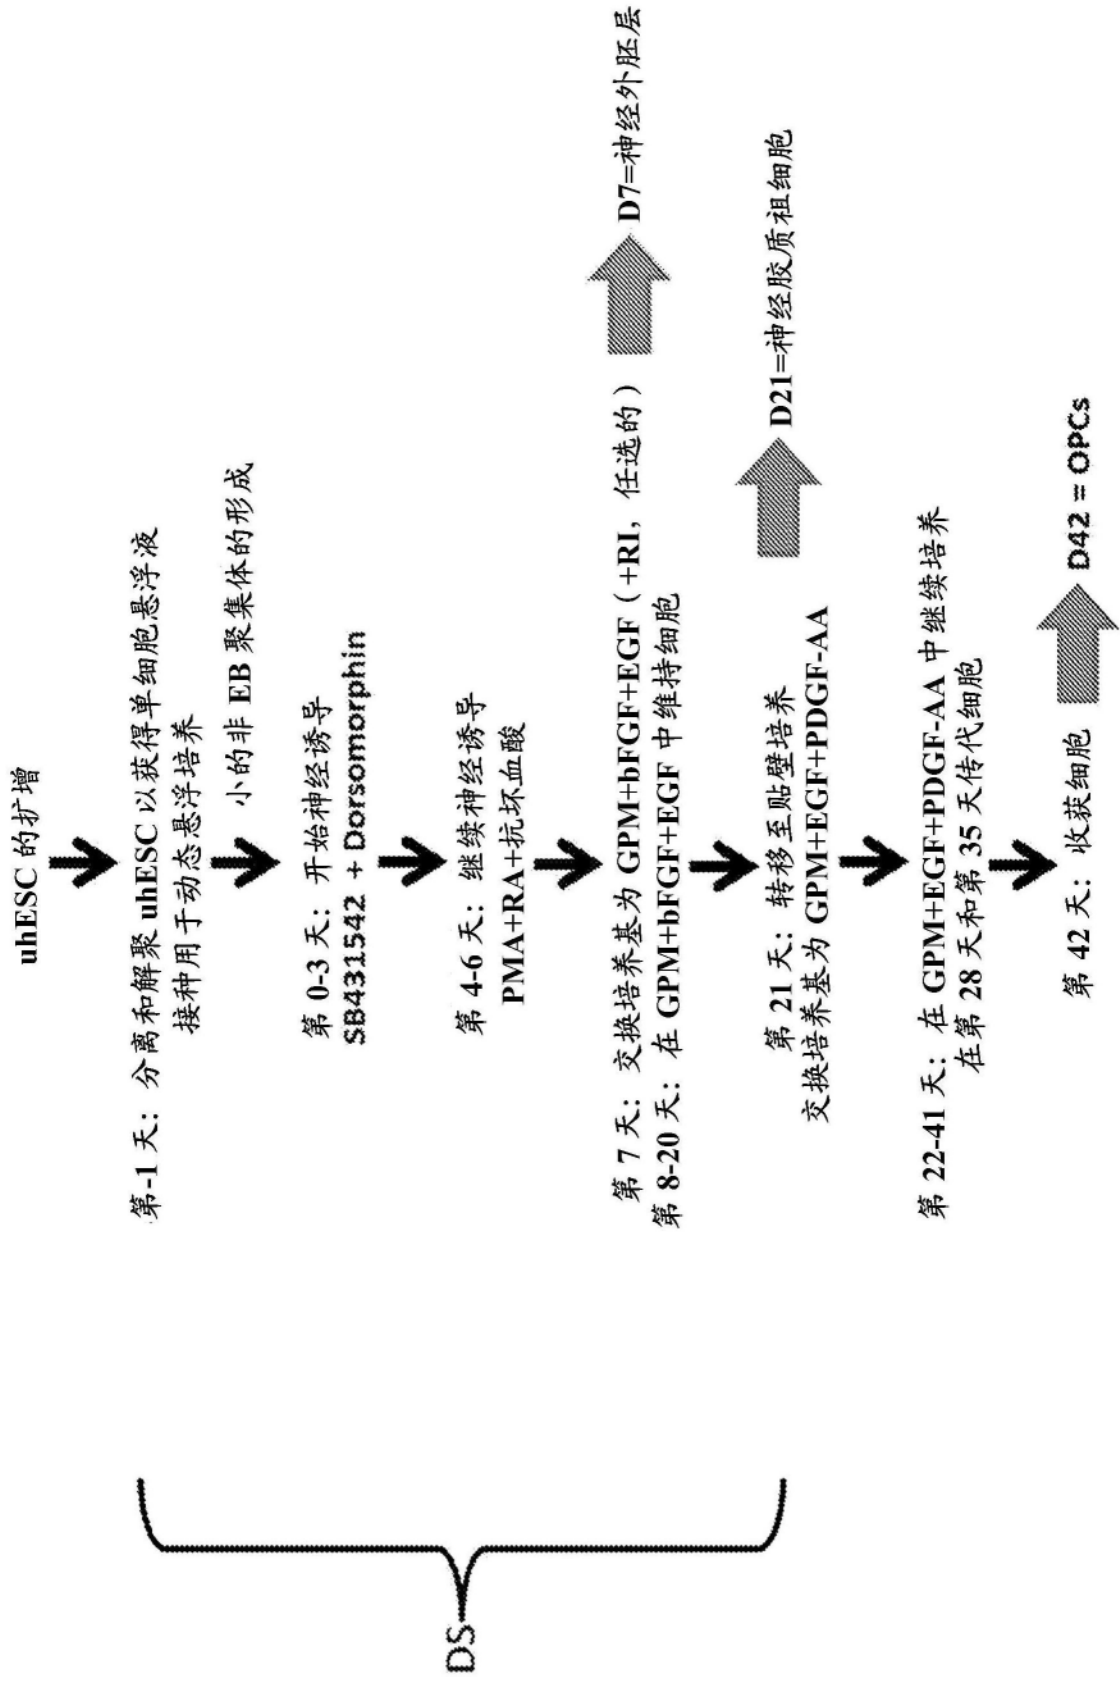 uhESC 的扩增
第-1 天：分离和解聚 uhESC 以获得单细胞悬浮液
接种用于动态悬浮培养
小的非 EB 聚集体的形成
第 0-3 天：开始神经诱导
SB431542 + Dorsomorphin
第 4-6 天：继续神经诱导
PMA+RA+抗坏血酸
第 7 天：交换培养基为 GPM+bFGF+EGF（+RI，任选的）
第 8-20 天：在 GPM+bFGF+EGF 中维持细胞
D7=神经外胚层
第 21 天：转移至贴壁培养
交换培养基为 GPM+EGF+PDGF-AA
D21=神经胶质祖细胞
第 22-41 天：在 GPM+EGF+PDGF-AA 中继续培养
在第 28 天和第 35 天传代细胞
第 42 天：收获细胞
D42 = OPCs
DS